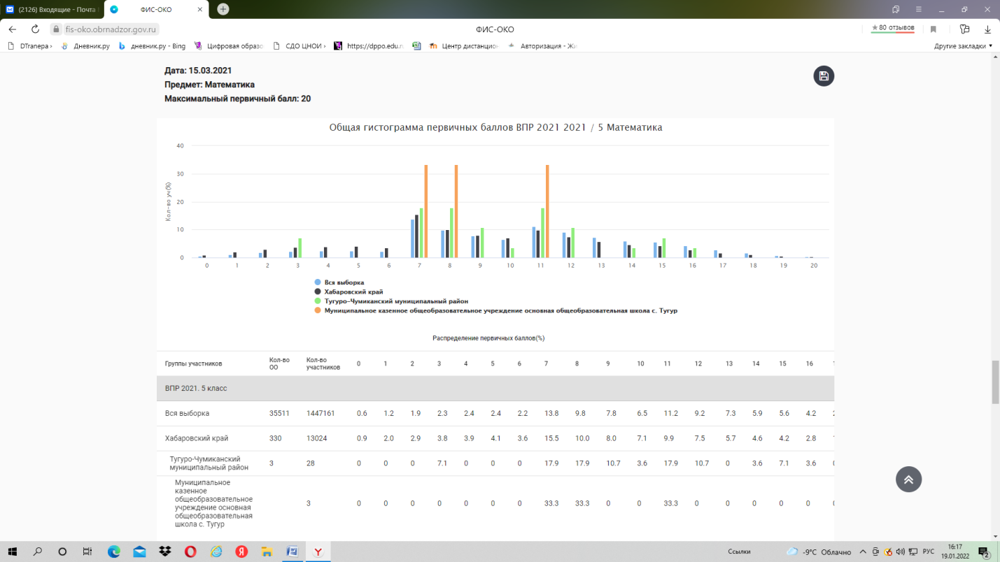 (2126) Входящие - Почта
ФИС-ОКО
fis-oko.obrnadzor.gov.ru
ФИС-ОКО
★ 80 отзывов
DTranepa ›
Дневник.ру
дневник.ру - Bing
Цифровая образо
СДО ЦНОИ ›
https://dppo.edu.ru
Центр дистанцион
Авторизация - Жи
Другие закладки
Дата: 15.03.2021
Предмет: Математика
Максимальный первичный балл: 20
Общая гистограмма первичных баллов ВПР 2021 2021 / 5 Математика
Кол-во уч(%)
40
30
20
10
0
0 1 2 3 4 5 6 7 8 9 10 11 12 13 14 15 16 17 18 19 20
Вся выборка
Хабаровский край
Тугуро-Чумиканский муниципальный район
Муниципальное казенное общеобразовательное учреждение основная общеобразовательная школа с. Тугур
Распределение первичных баллов(%)
Группы участников Кол-во ОО Кол-во участников 0 1 2 3 4 5 6 7 8 9 10 11 12 13 14 15 16
ВПР 2021. 5 класс
Вся выборка 35511 1447161 0.6 1.2 1.9 2.3 2.4 2.4 2.2 13.8 9.8 7.8 6.5 11.2 9.2 7.3 5.9 5.6 4.2
Хабаровский край 330 13024 0.9 2.0 2.9 3.8 3.9 4.1 3.6 15.5 10.0 8.0 7.1 9.9 7.5 5.7 4.6 4.2 2.8
Тугуро-Чумиканский
муниципальный район 3 28 0 0 0 7.1 0 0 0 17.9 17.9 10.7 3.6 17.9 10.7 0 3.6 7.1 3.6
Муниципальное
казенное
общеобразовательное
учреждение основная
общеобразовательная
школа с. Тугур
3 0 0 0 0 0 0 0 33.3 33.3 0 0 33.3 0 0 0 0 0
Ссылки
-9°C Облачно
РУС
16:17
19.01.2022
2